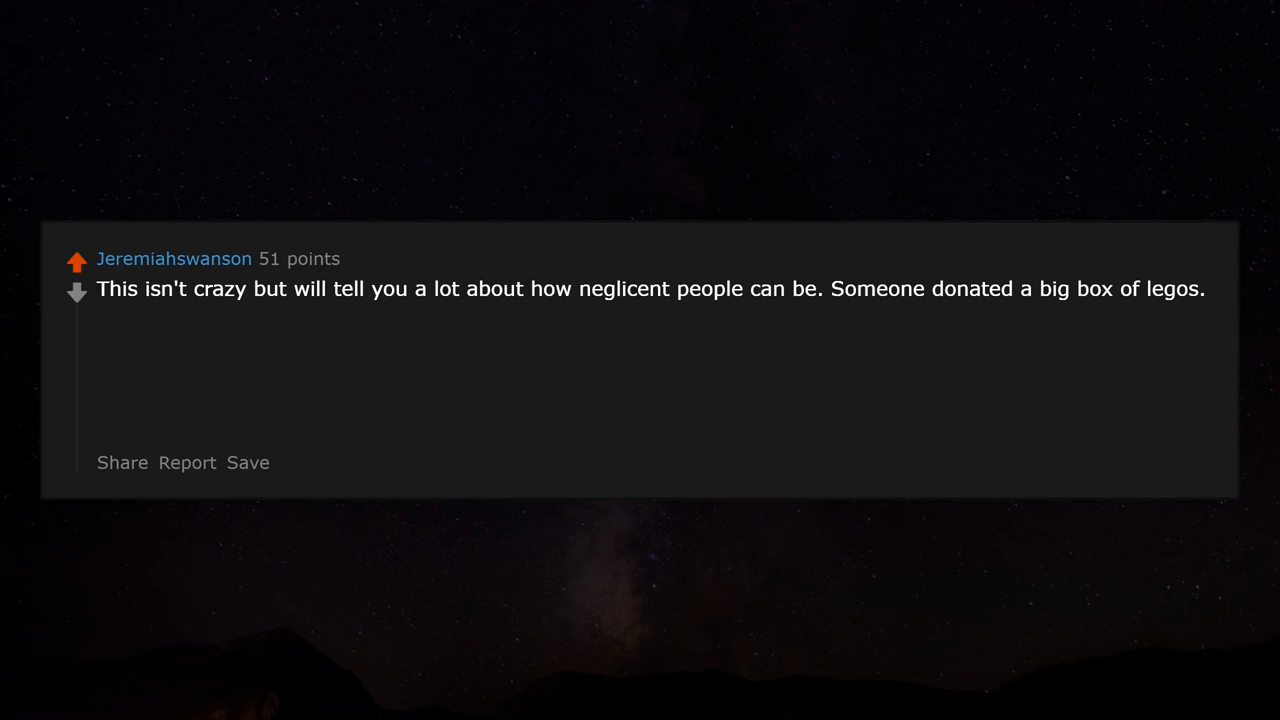 Jeremiahswanson 51 points
This isn't crazy but will tell you a lot about how neglicent people can be. Someone donated a big box of legos.
Share Report Save